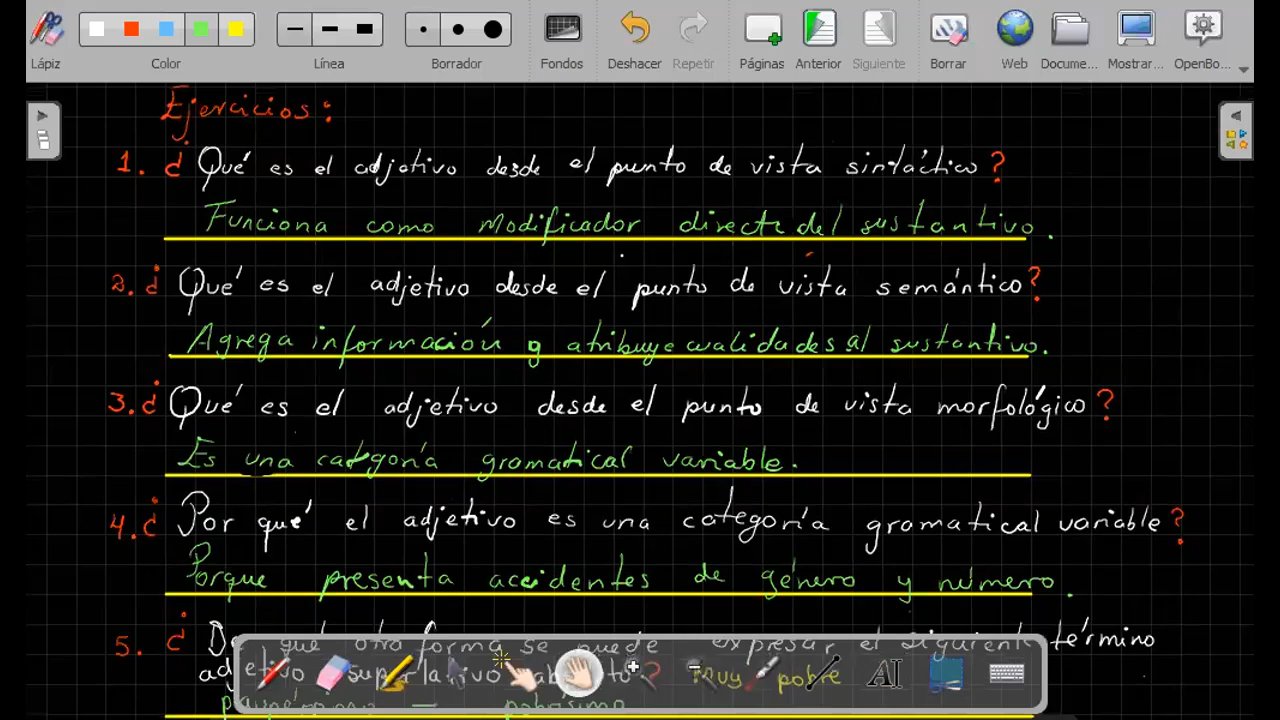 Lápiz Color Línea Borrador Fondos Deshacer Repetir Páginas Anterior Siguiente Borrar Web Docume... Mostrar... OpenBo...
Ejercicios:
1. ¿Qué es el adjetivo desde el punto de vista sintáctico?
Funciona como modificador directo del sustantivo.
2. ¿Qué es el adjetivo desde el punto de vista semántico?
Agrega información y atribuye cualidades al sustantivo.
3. ¿Qué es el adjetivo desde el punto de vista morfológico?
Es una categoría gramatical variable.
4. ¿Por qué el adjetivo es una categoría gramatical variable?
Porque presenta accidentes de género y número.
5. ¿De qué otra forma se puede expresar el siguiente término
adjetivo superlativo absoluto? muy pobre
pobrísimo